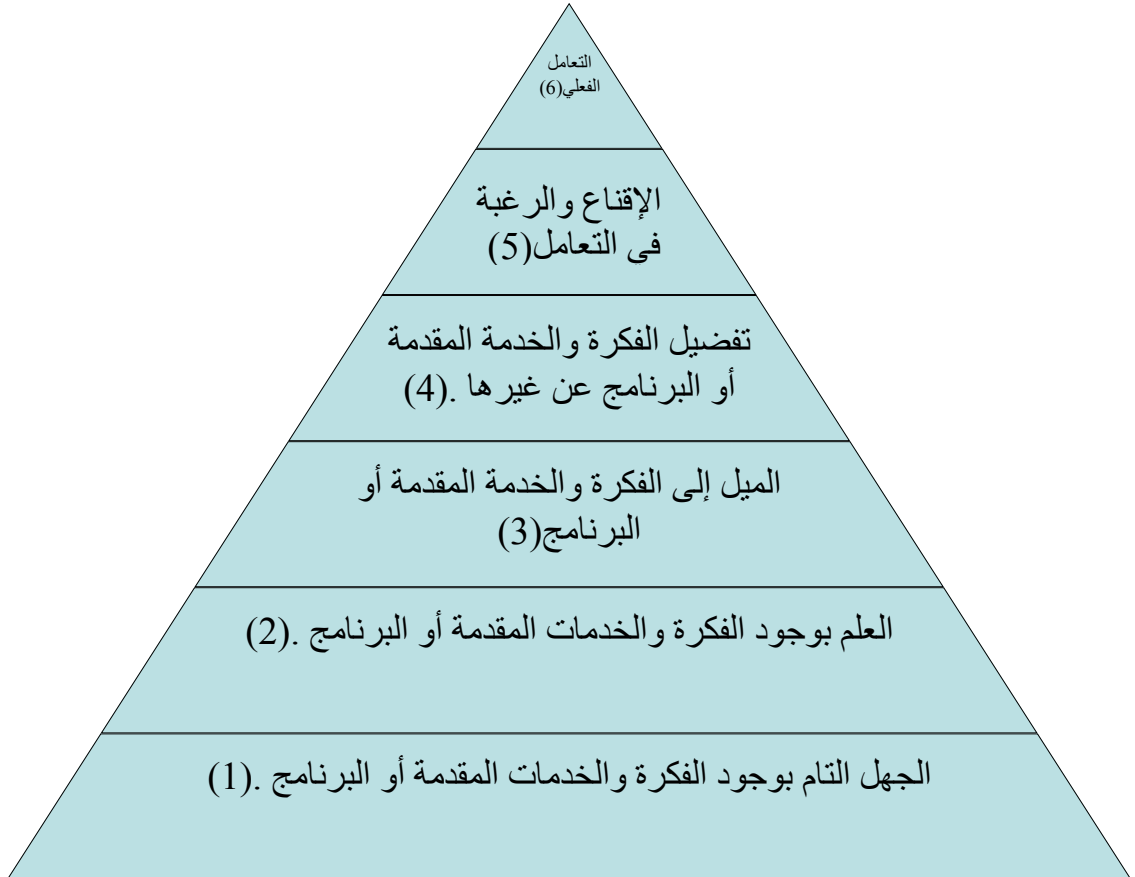 التعامل
الفعلي(6)
الإقناع والرغبة
فى التعامل(5)
تفضيل الفكرة والخدمة المقدمة
أو البرنامج عن غيرها .(4)
الميل إلى الفكرة والخدمة المقدمة أو
البرنامج(3)
العلم بوجود الفكرة والخدمات المقدمة أو البرنامج .(2)
الجهل التام بوجود الفكرة والخدمات المقدمة أو البرنامج .(1)